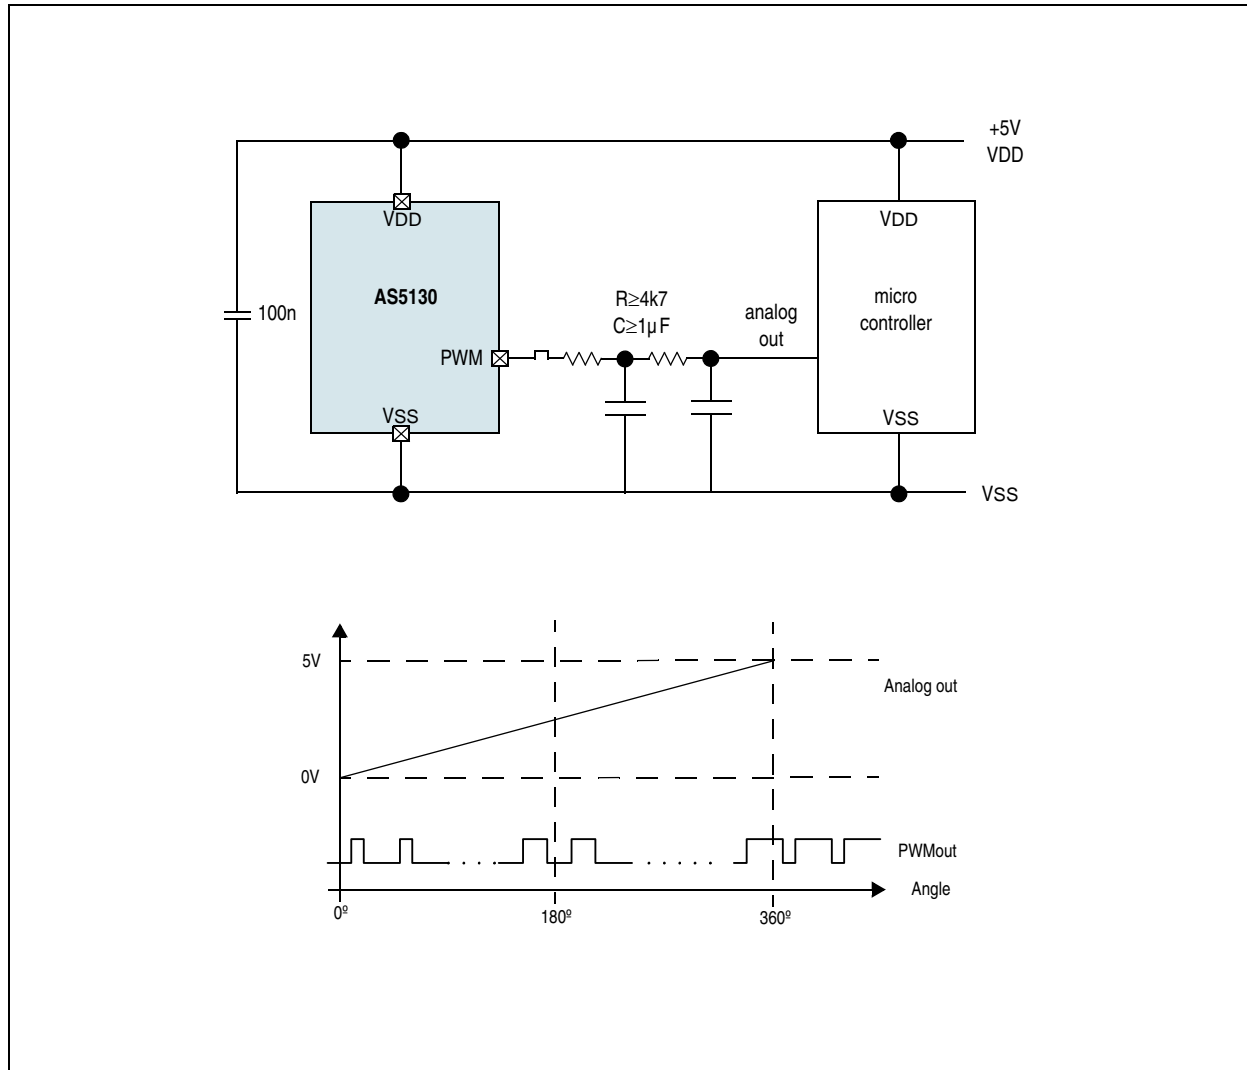 +5V
VDD
VDD
VDD
AS5130
micro
controller
100n
R≥4k7
C≥1µF
analog
out
PWM
VSS
VSS
VSS
5V
Analog out
0V
PWMout
Angle
0º
180º
360º